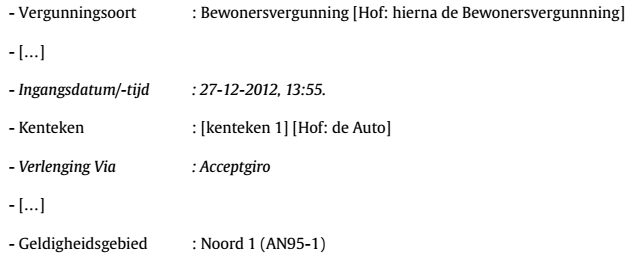 - Vergunningsoort : Bewonersvergunning [Hof: hierna de Bewonersvergunnning]
- […]
- Ingangsdatum/-tijd : 27-12-2012, 13:55.
- Kenteken : [kenteken 1] [Hof: de Auto]
- Verlenging Via : Acceptgiro
- […]
- Geldigheidsgebied : Noord 1 (AN95-1)